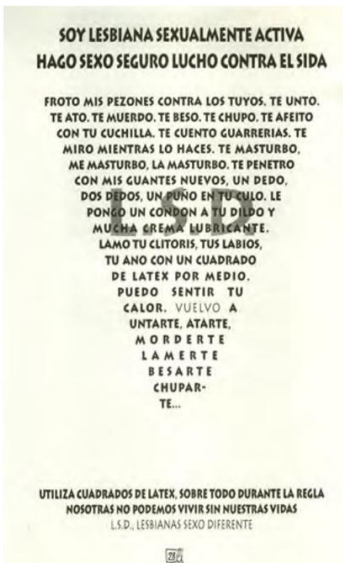 SOY LESBIANA SEXUALMENTE ACTIVA
HAGO SEXO SEGURO LUCHO CONTRA EL SIDA
FROTO MIS PEZONES CONTRA LOS TUYOS. TE UNTO.
TE ATO. TE MUERDO. TE BESO. TE CHUPO. TE AFEITO
CON TU CUCHILLA. TE CUENTO GUARRERIAS. TE
MIRO MIENTRAS LO HACES. TE MASTURBO,
ME MASTURBO, LA MASTURBO. TE PENETRO
CON MIS GUANTES NUEVOS, UN DEDO,
DOS DEDOS, UN PUÑO EN TU CULO. LE
PONGO UN CONDON A TU DILDO Y
L.S.D.
MUCHA CREMA LUBRICANTE.
LAMO TU CLITORIS, TUS LABIOS,
TU ANO CON UN CUADRADO
DE LATEX POR MEDIO.
PUEDO SENTIR TU
CALOR. VUELVO A
UNTARTE, ATARTE,
MORDERTE
LAMERTE
BESARTE
CHUPAR-
TE...
UTILIZA CUADRADOS DE LATEX, SOBRE TODO DURANTE LA REGLA
NOSOTRAS NO PODEMOS VIVIR SIN NUESTRAS VIDAS
L.S.D., LESBIANAS SEXO DIFERENTE